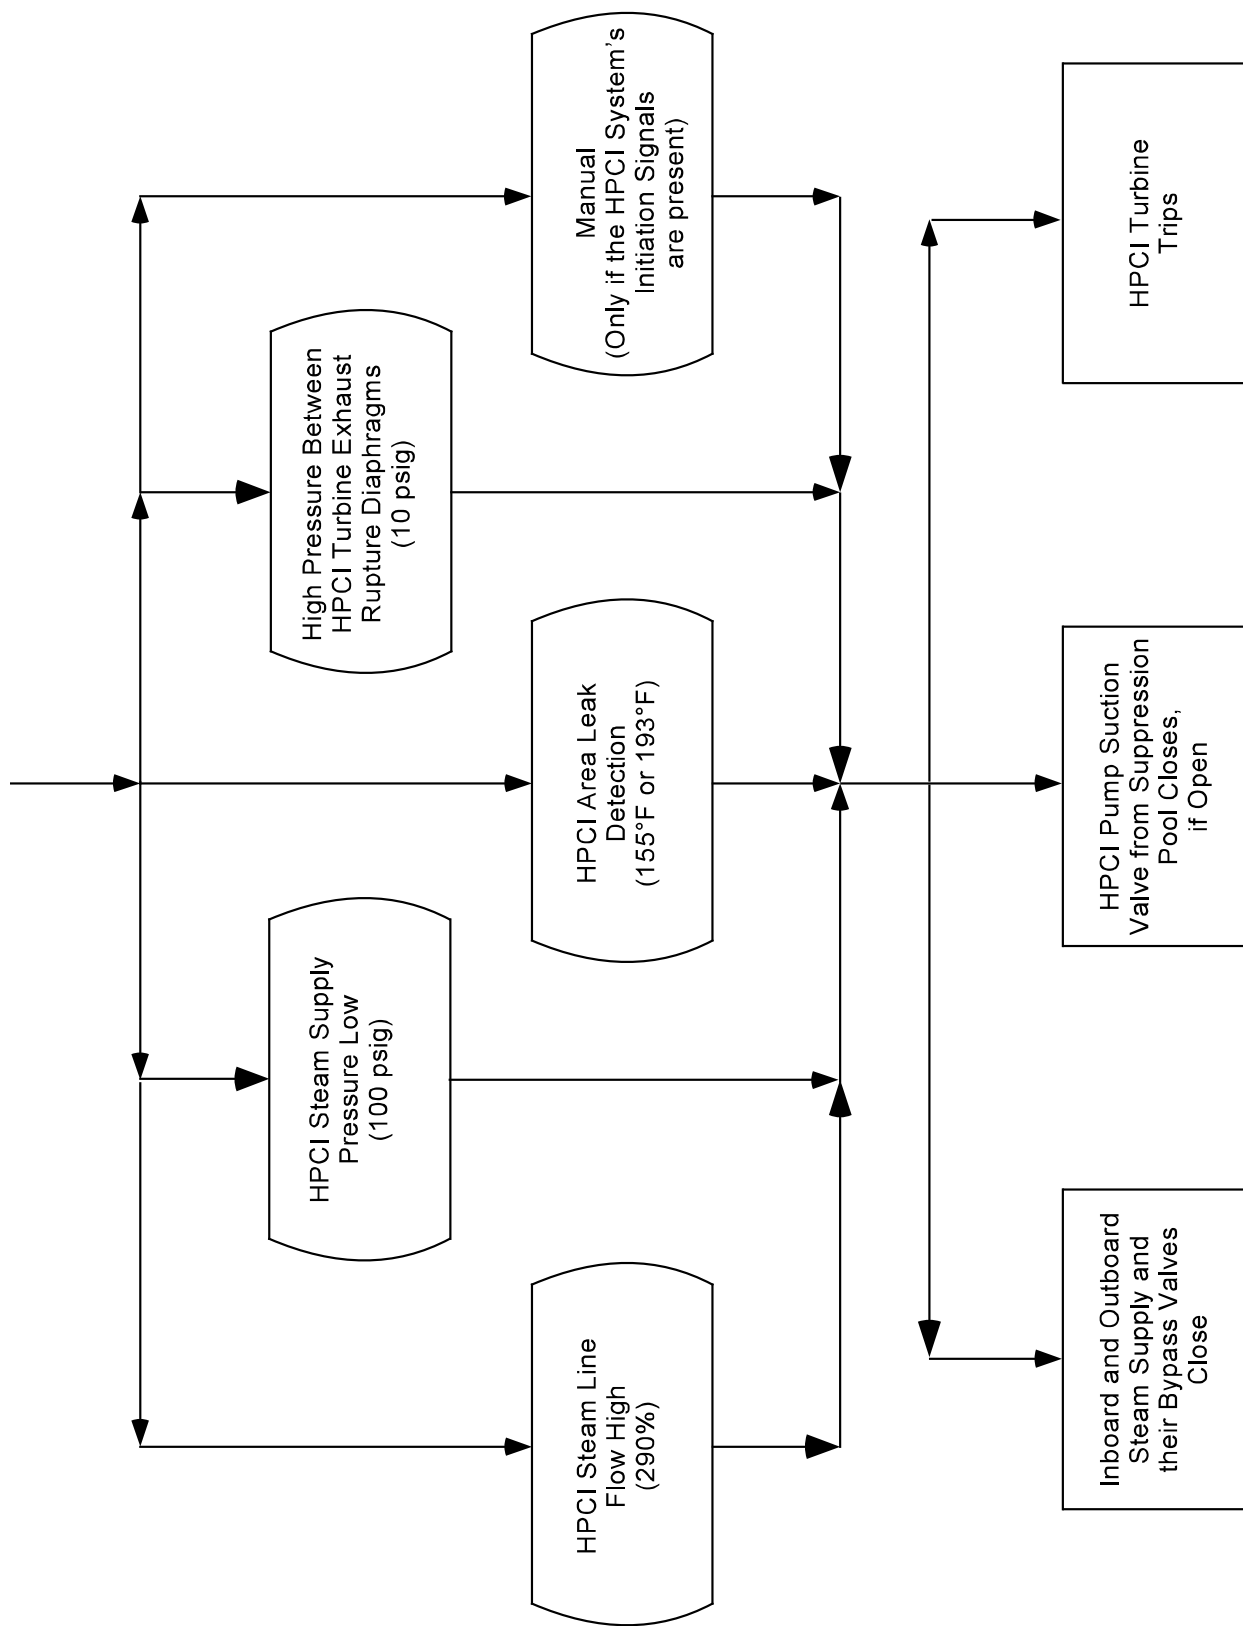 HPCI Steam Line
Flow High
(290%)
HPCI Steam Supply
Pressure Low
(100 psig)
HPCI Area Leak
Detection
(155°F or 193°F)
High Pressure Between
HPCI Turbine Exhaust
Rupture Diaphragms
(10 psig)
Manual
(Only if the HPCI System's
Initiation Signals
are present)
Inboard and Outboard
Steam Supply and
their Bypass Valves
Close
HPCI Pump Suction
Valve from Suppression
Pool Closes,
if Open
HPCI Turbine
Trips